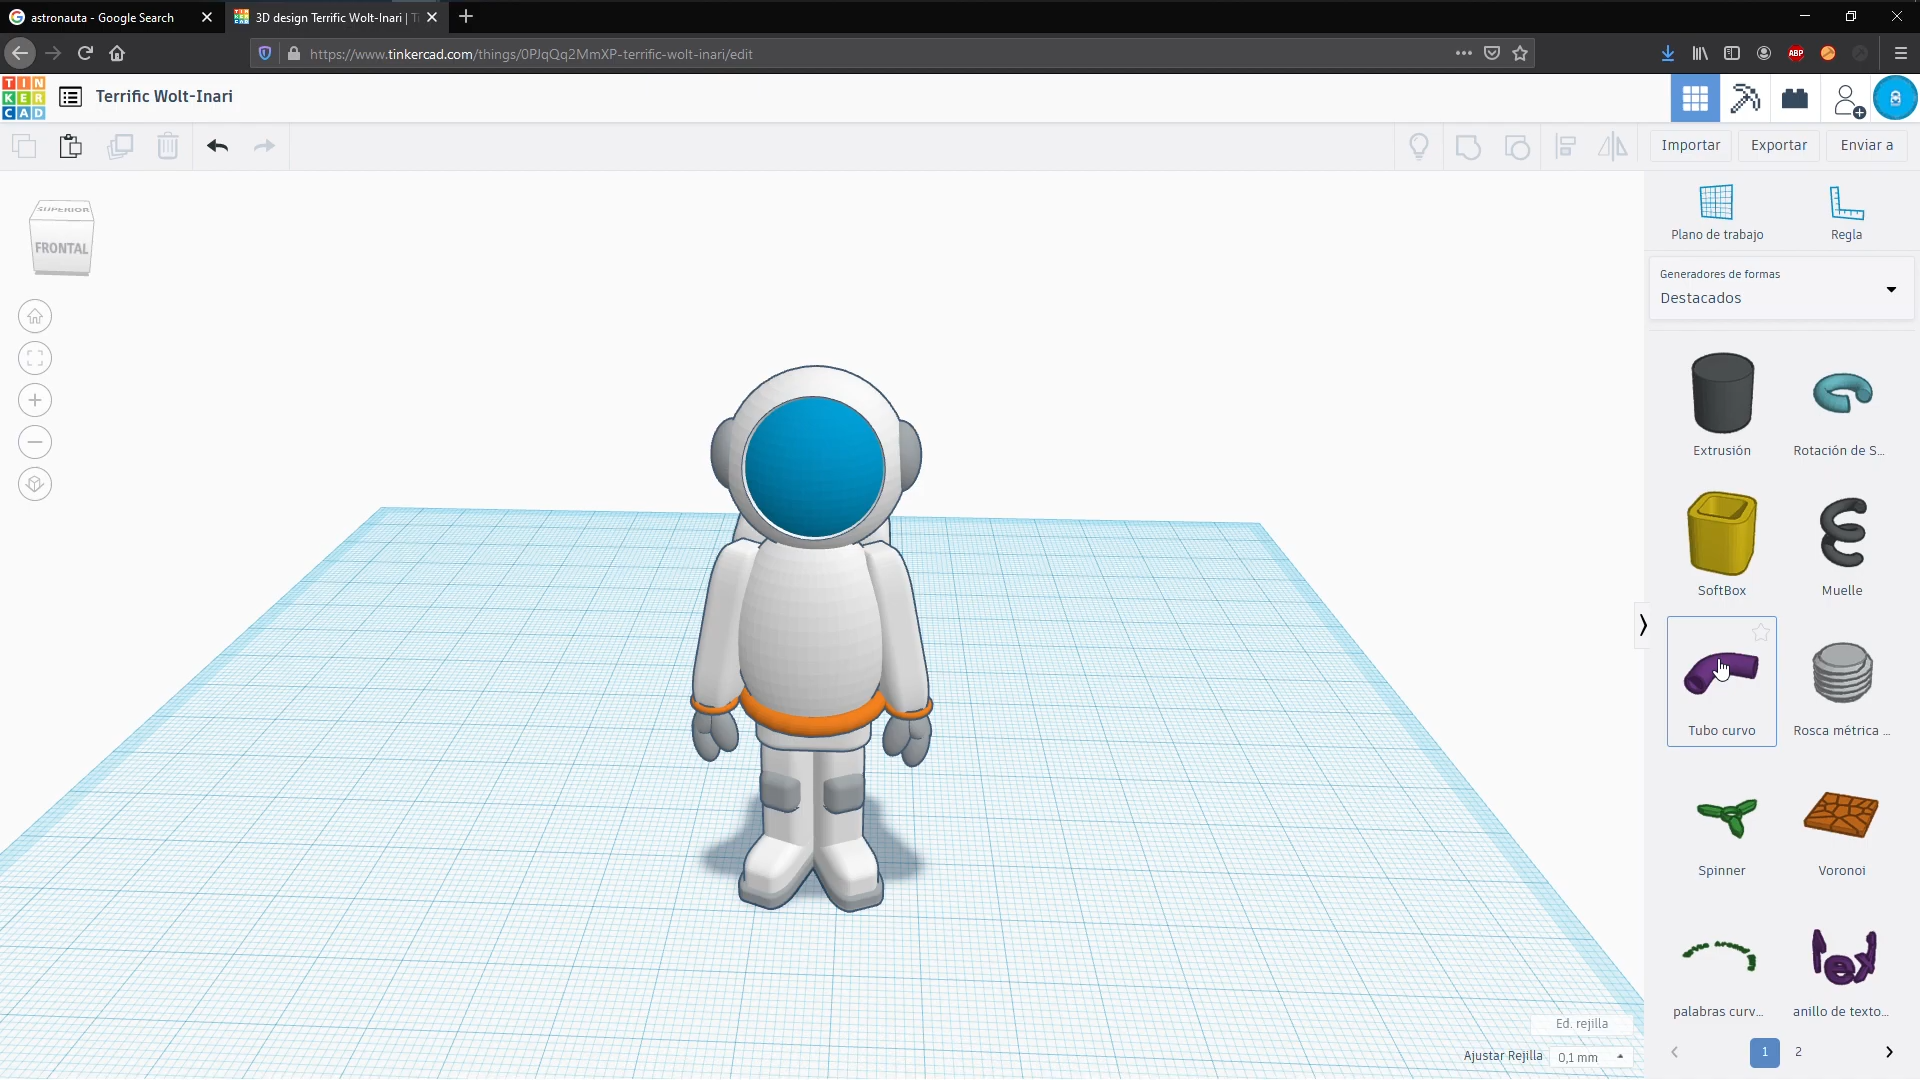 astronauta - Google Search
3D design Terrific Wolt-Inari | Ti
https://www.tinkercad.com/things/0PJqQq2MmXP-terrific-wolt-inari/edit
ABP
TIN
KER
CAD
Terrific Wolt-Inari
Importar
Exportar
Enviar a
SUPERIOR
FRONTAL
Plano de trabajo
Regla
Generadores de formas
Destacados
Extrusión
Rotación de S...
SoftBox
Muelle
Tubo curvo
Rosca métrica ...
Spinner
Voronoi
palabras curv...
anillo de texto...
Ed. rejilla
Ajustar Rejilla
0,1 mm
1
2